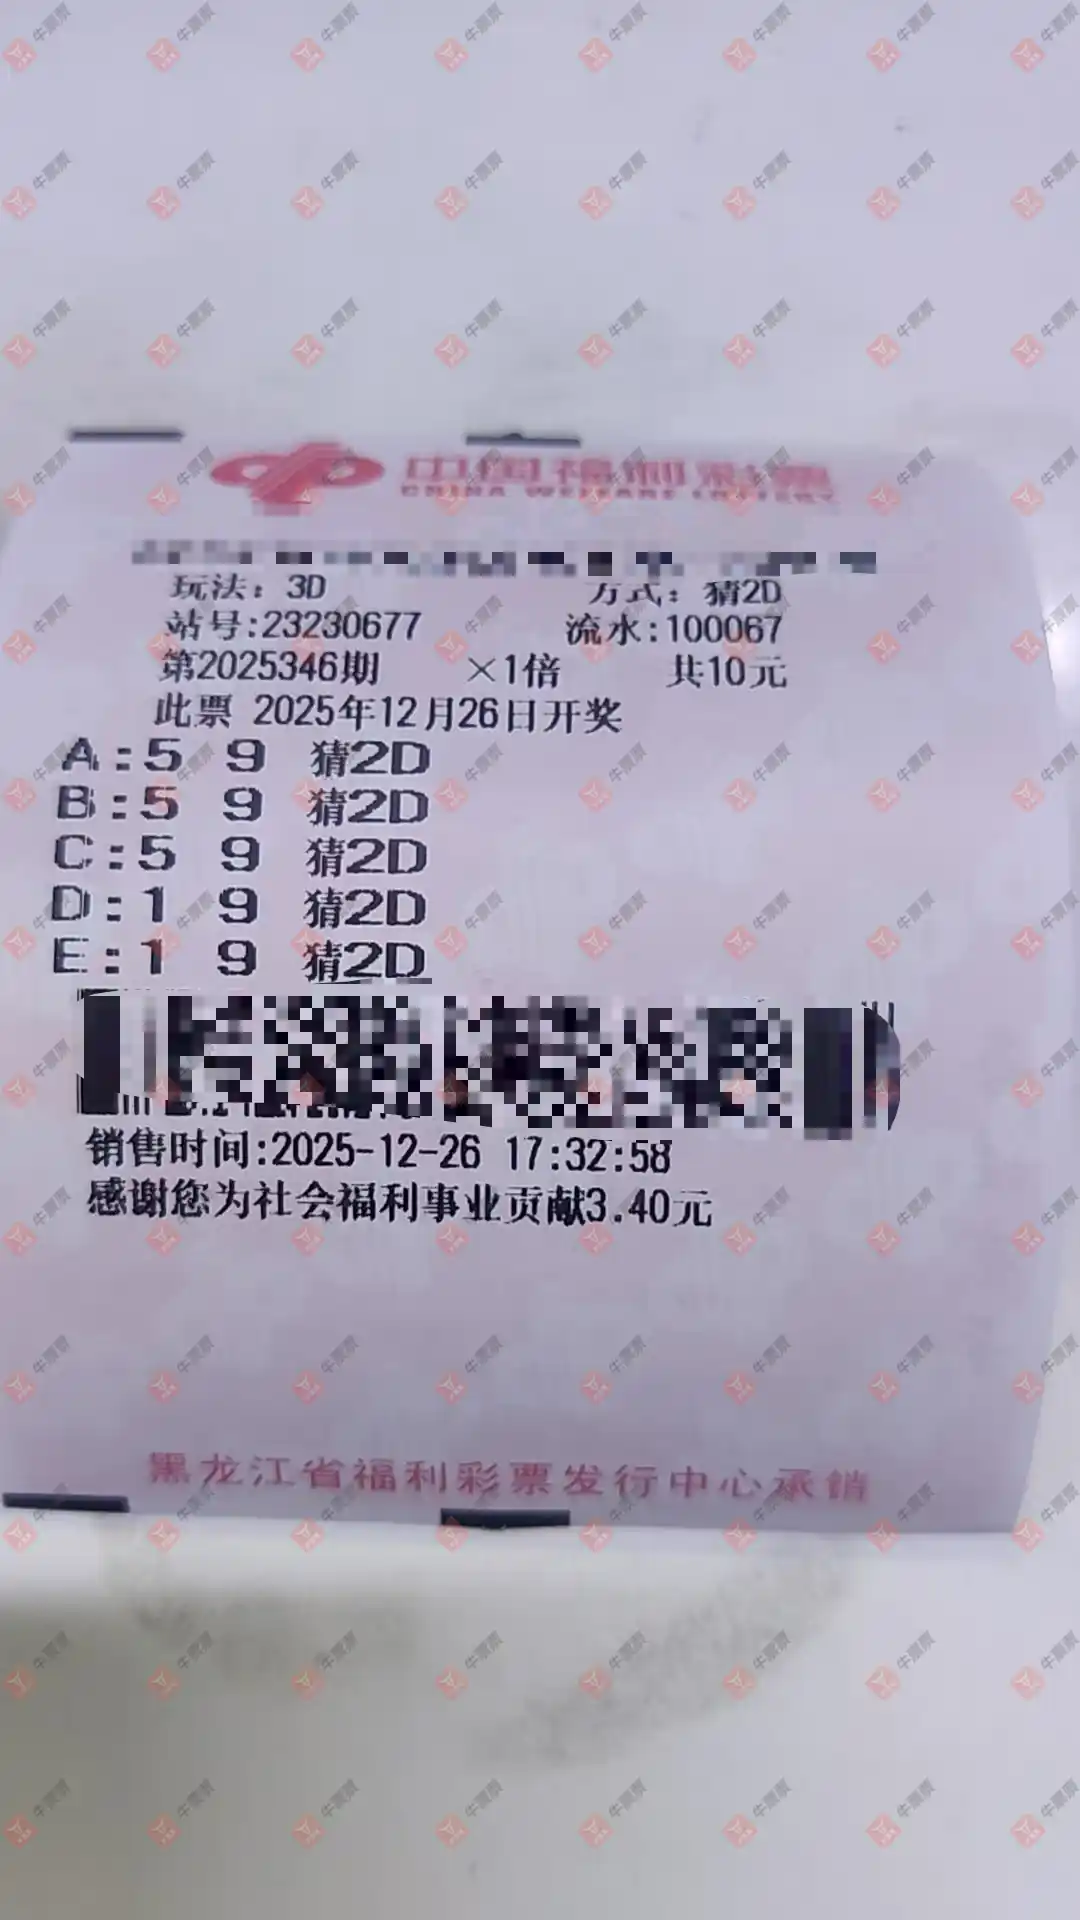 中国福利彩票
CHINA WELFARE LOTTERY
玩法：3D 方式：猜2D
站号:23230677 流水:100067
第2025346期 ×1倍 共10元
此票 2025年12月26日开奖
A:5 9 猜2D
B:5 9 猜2D
C:5 9 猜2D
D:1 9 猜2D
E:1 9 猜2D
销售时间:2025-12-26 17:32:58
感谢您为社会福利事业贡献3.40元
黑龙江省福利彩票发行中心承销
牛票票